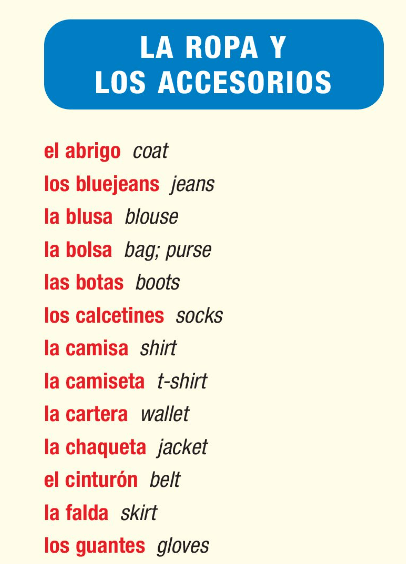 LA ROPA Y
LOS ACCESORIOS
el abrigo coat
los bluejeans jeans
la blusa blouse
la bolsa bag; purse
las botas boots
los calcetines socks
la camisa shirt
la camiseta t-shirt
la cartera wallet
la chaqueta jacket
el cinturón belt
la falda skirt
los guantes gloves